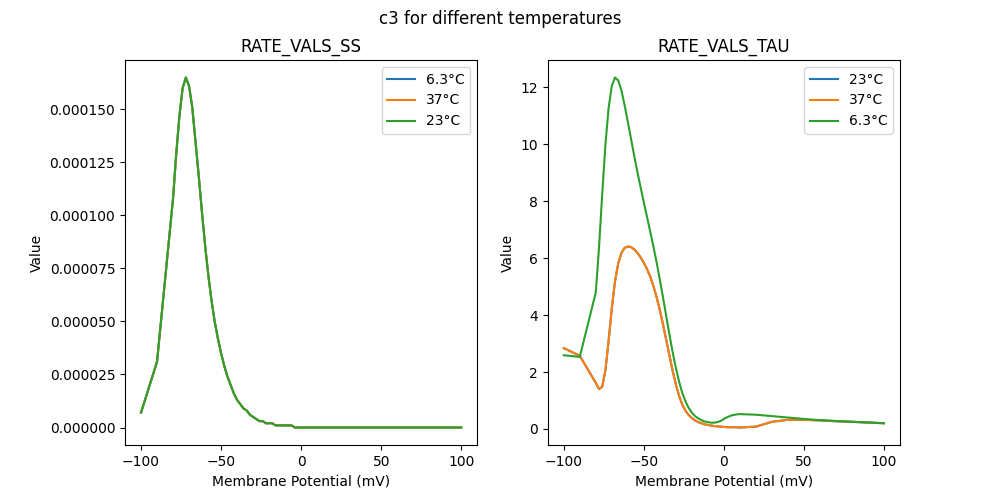 c3 for different temperatures
RATE_VALS_SS
0.000150
0.000125
0.000100
0.000075
0.000050
0.000025
0.000000
Value
−100
−50
0
50
100
Membrane Potential (mV)
6.3°C
37°C
23°C
RATE_VALS_TAU
12
10
8
6
4
2
0
Value
−100
−50
0
50
100
Membrane Potential (mV)
23°C
37°C
6.3°C